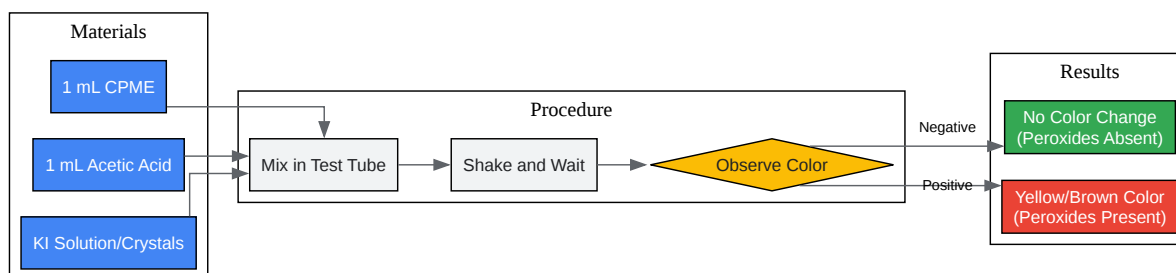 Materials
1 mL CPME
1 mL Acetic Acid
KI Solution/Crystals
Procedure
Mix in Test Tube
Shake and Wait
Observe Color
Negative
Positive
Results
No Color Change
(Peroxides Absent)
Yellow/Brown Color
(Peroxides Present)